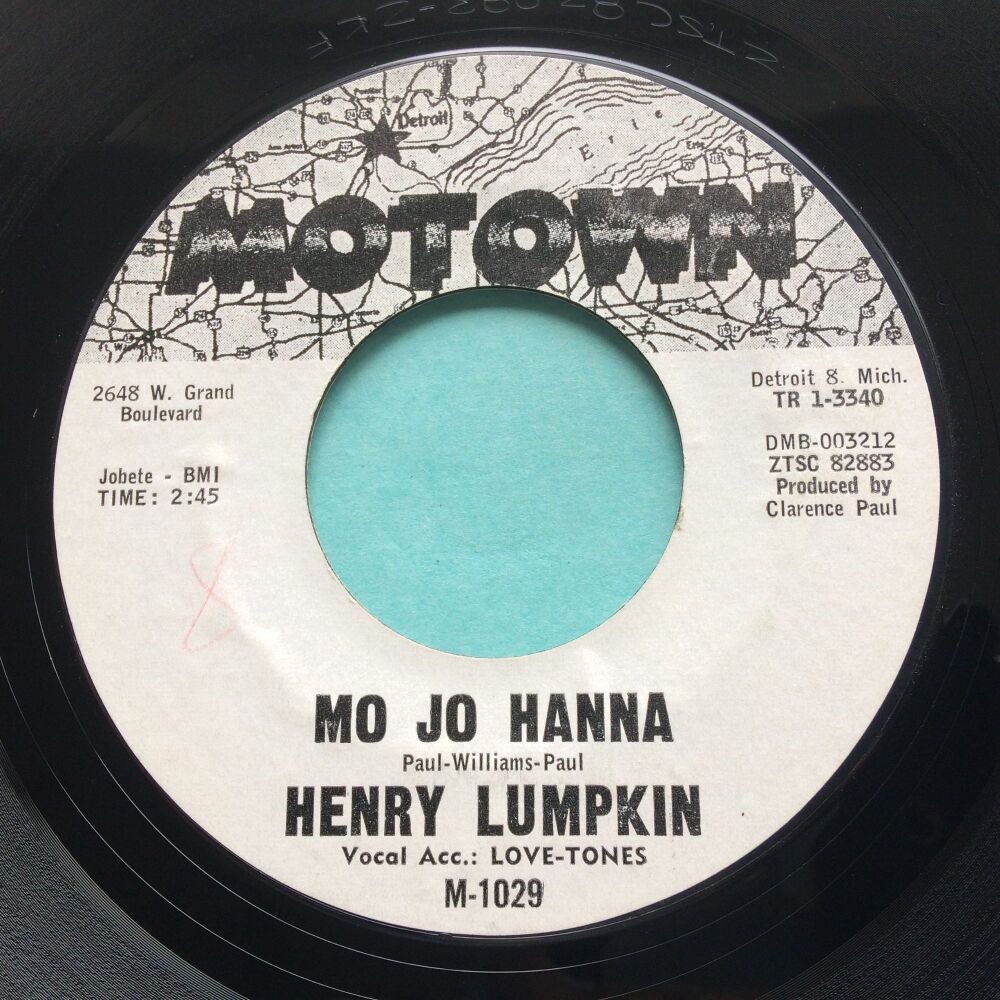 Detroit
Erie
MOTOWN
2648 W. Grand
Boulevard
Jobete - BMI
TIME: 2:45
Detroit 8. Mich.
TR 1-3340
DMB-003212
ZTSC 82883
Produced by
Clarence Paul
8
MO JO HANNA
Paul-Williams-Paul
HENRY LUMPKIN
Vocal Acc.: LOVE-TONES
M-1029